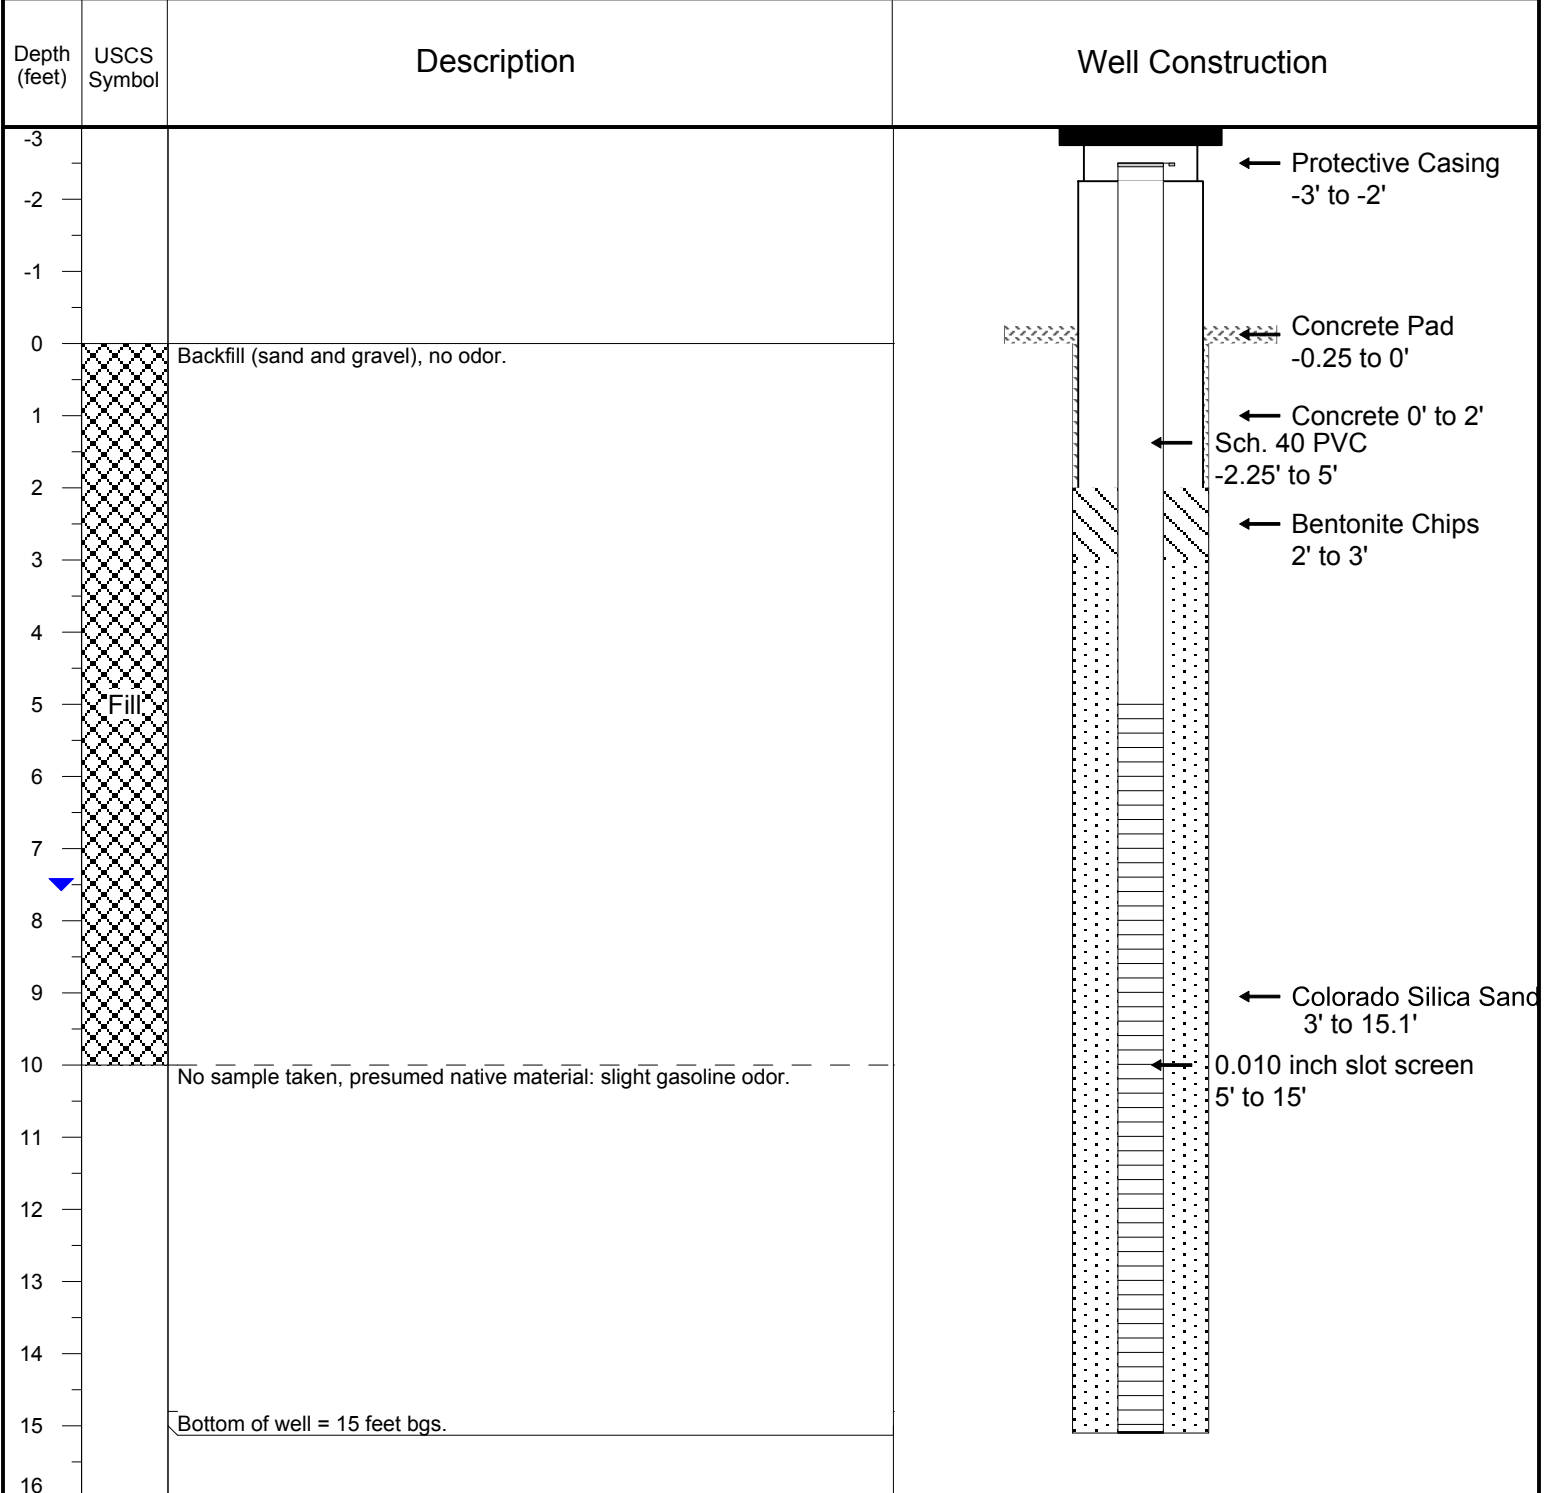 Depth
(feet)
USCS
Symbol
Description
Well Construction
-3
Protective Casing
-3' to -2'
-2
-1
Concrete Pad
-0.25 to 0'
0
Backfill (sand and gravel), no odor.
1
Concrete 0' to 2'
Sch. 40 PVC
-2.25' to 5'
2
Bentonite Chips
2' to 3'
3
4
5
Fill
6
7
8
9
Colorado Silica Sand
3' to 15.1'
10
No sample taken, presumed native material: slight gasoline odor.
0.010 inch slot screen
5' to 15'
11
12
13
14
15
Bottom of well = 15 feet bgs.
16